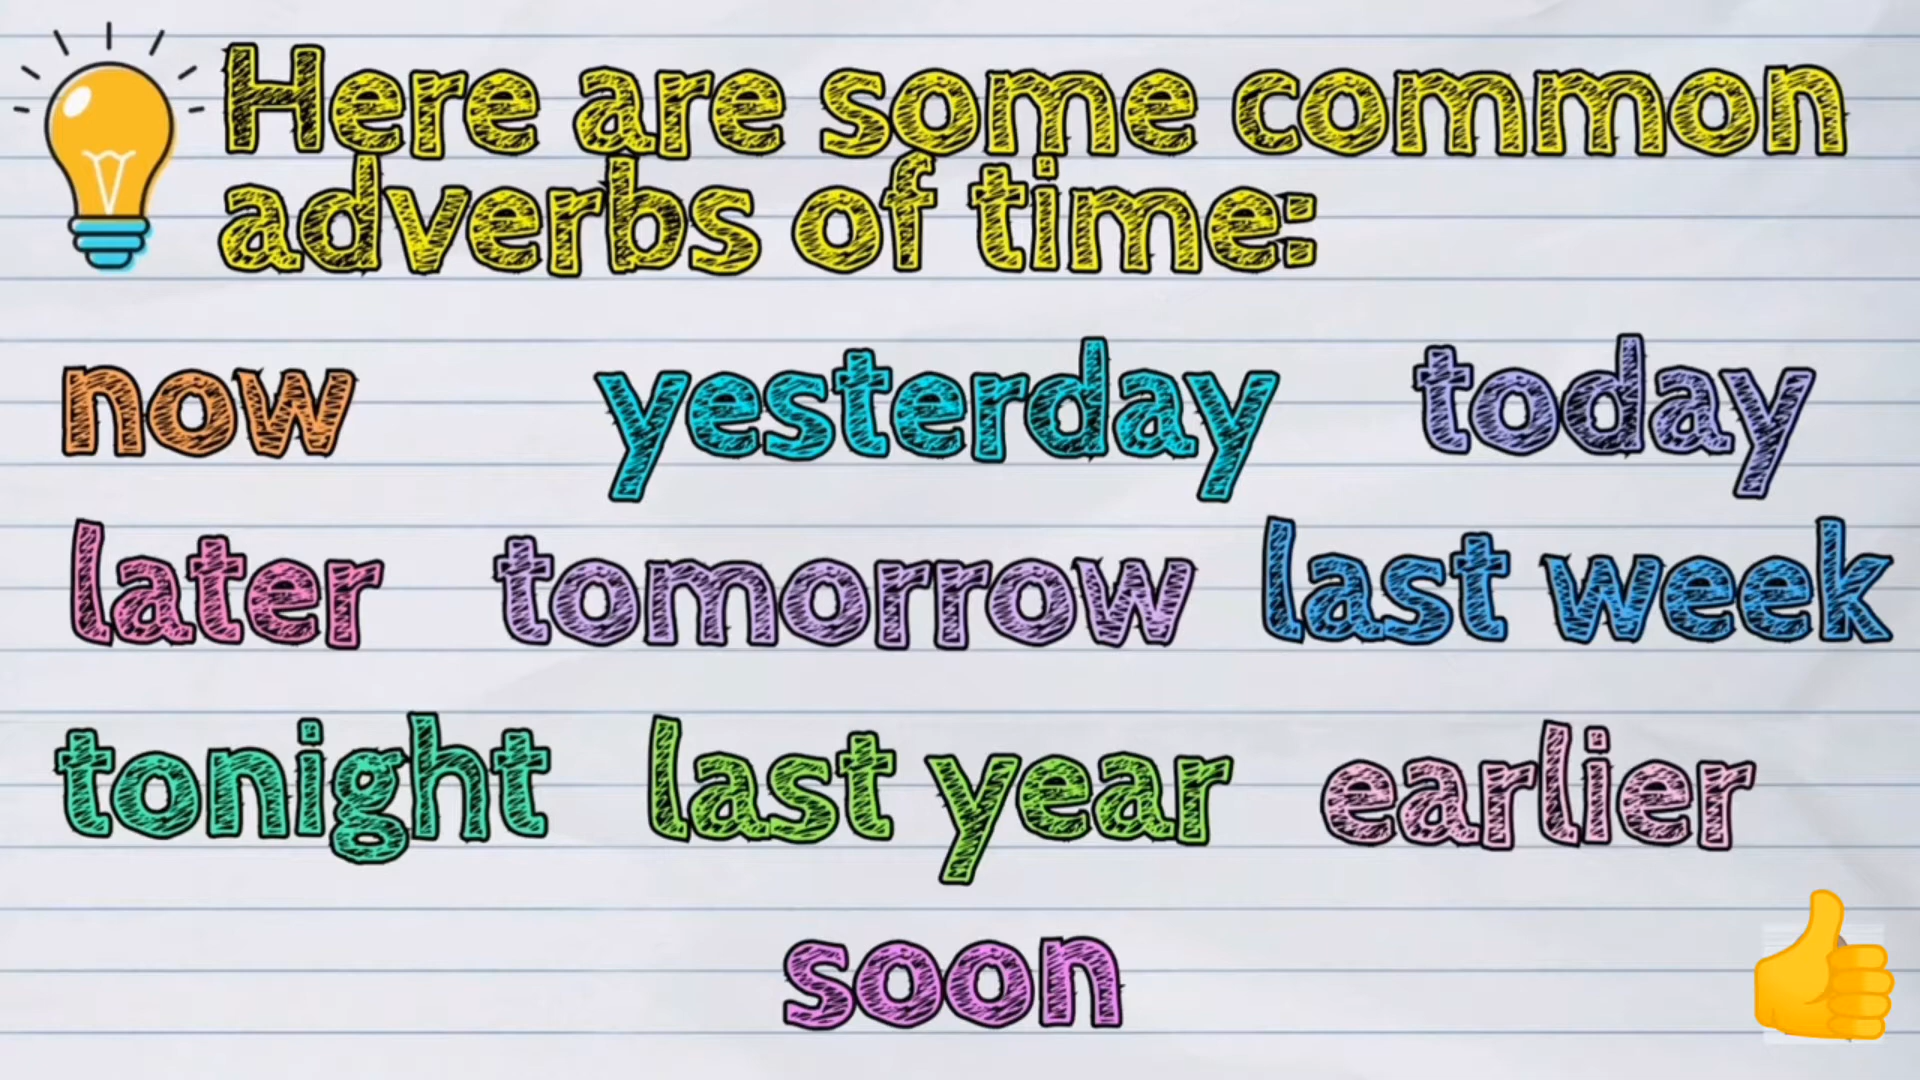 Here are some common
adverbs of time:
now yesterday today
later tomorrow last week
tonight last year earlier
soon